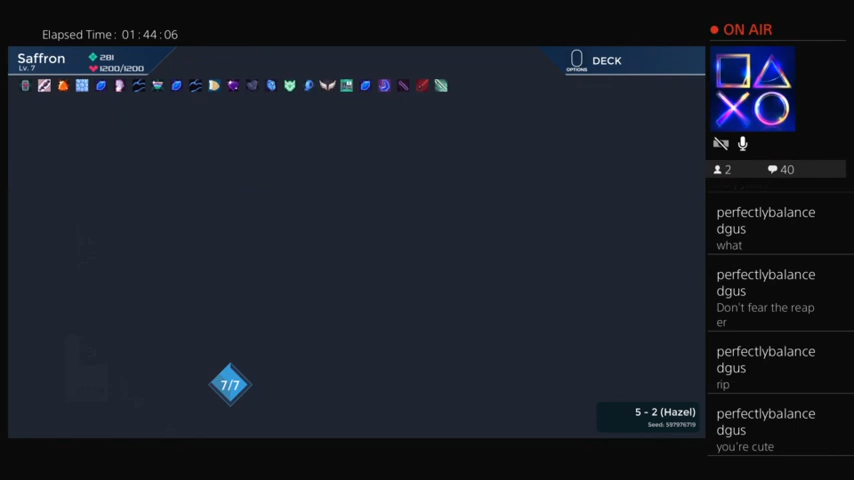 Elapsed Time: 01:44:06
ON AIR
Saffron
281
Lv. 7
1200/1200
OPTIONS
DECK
2
40
perfectlybalance
dgus
what
perfectlybalance
dgus
Don't fear the reap
er
perfectlybalance
dgus
rip
7/7
5 - 2 (Hazel)
Seed: 597976719
perfectlybalance
dgus
you're cute